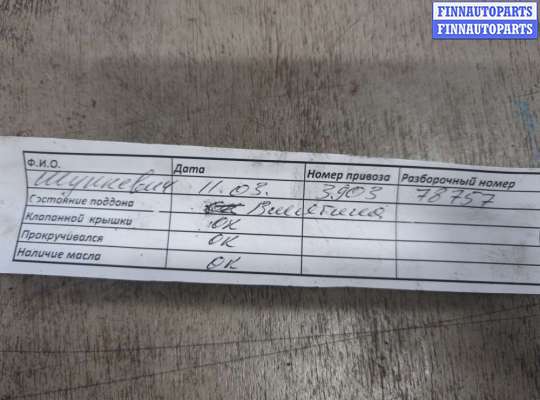 FINNAUTOPARTS
FINNAUTOPARTS
Ф.И.О. Дата Номер привоза Разборочный номер
Шункевич 11.03. 3903 78757
Состояние поддона Вмятина
Клапанной крышки ок
Прокручивался ок
Наличие масла ок